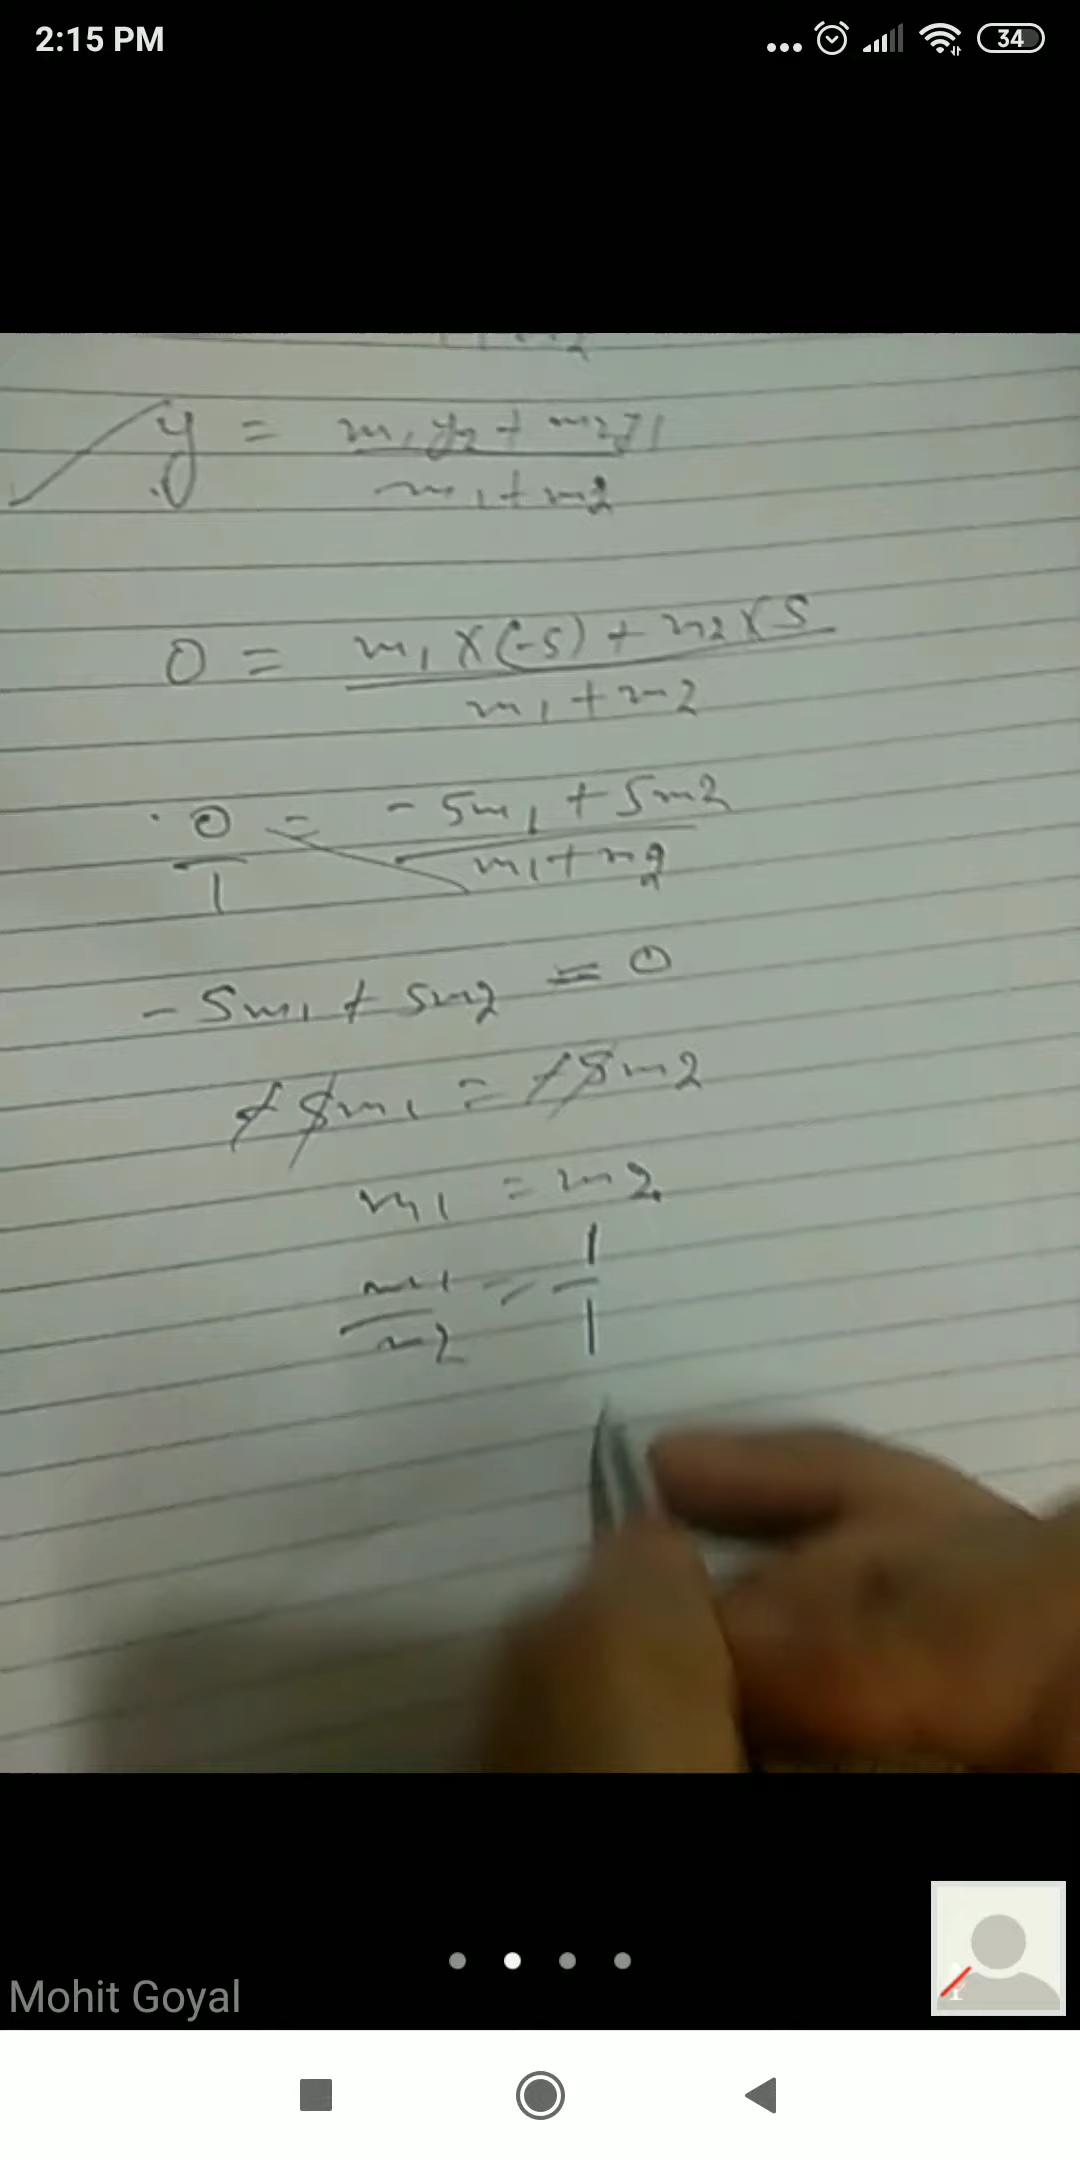 2:15 PM
34
y = m1y2 + m2y1
m1 + m2
0 = m1 x (-5) + m2 x 5
m1 + m2
0 = -5m1 + 5m2
1 m1 + m2
-5m1 + 5m2 = 0
+5m1 = +5m2
m1 = m2
m1 = 1
m2 1
Mohit Goyal